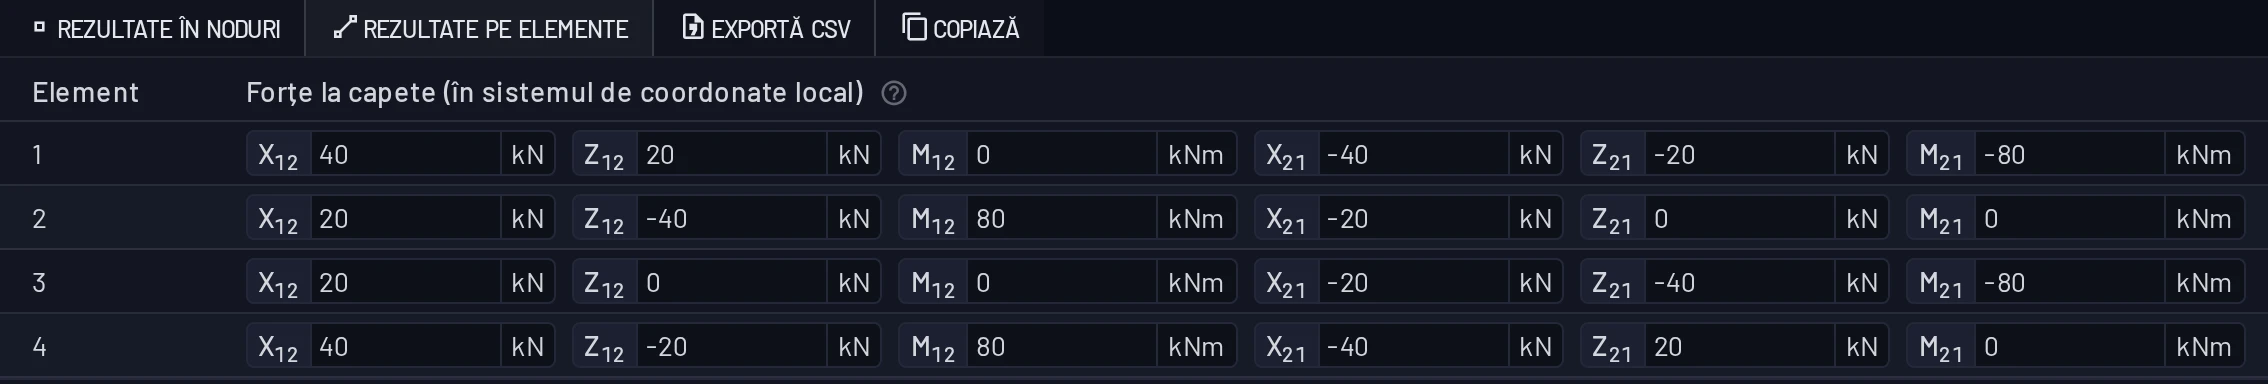 REZULTATE ÎN NODURI REZULTATE PE ELEMENTE EXPORTĂ CSV COPIAZĂ
Element Forțe la capete (în sistemul de coordonate local) ?
1 X12 40 kN Z12 20 kN M12 0 kNm X21 -40 kN Z21 -20 kN M21 -80 kNm
2 X12 20 kN Z12 -40 kN M12 80 kNm X21 -20 kN Z21 0 kN M21 0 kNm
3 X12 20 kN Z12 0 kN M12 0 kNm X21 -20 kN Z21 -40 kN M21 -80 kNm
4 X12 40 kN Z12 -20 kN M12 80 kNm X21 -40 kN Z21 20 kN M21 0 kNm